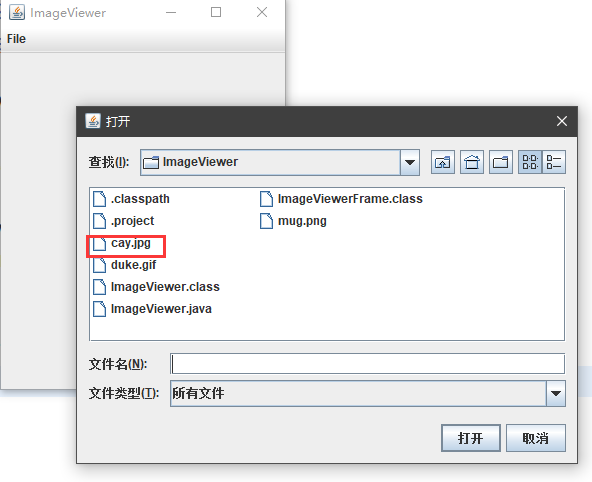 ImageViewer
File
打开
查找(I):
ImageViewer
.classpath
ImageViewerFrame.class
.project
mug.png
cay.jpg
duke.gif
ImageViewer.class
ImageViewer.java
文件名(N):
文件类型(T):
所有文件
打开
取消